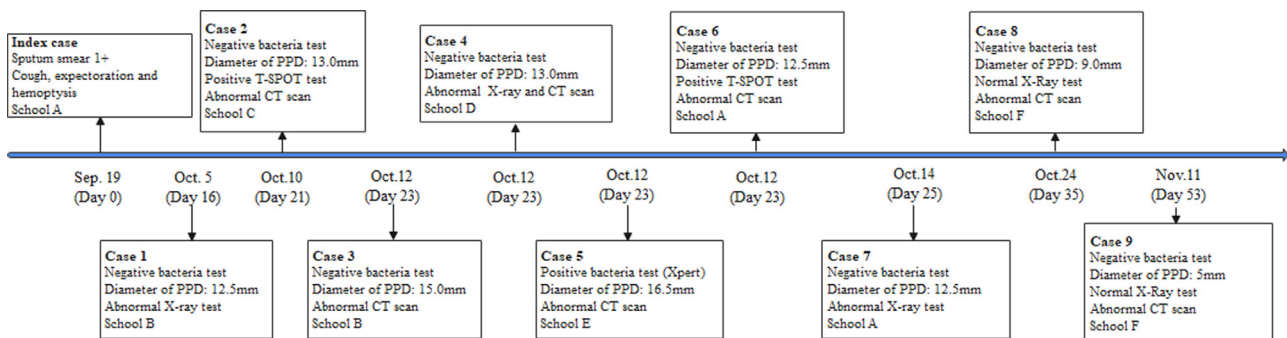 Index case
Sputum smear 1+
Cough, expectoration and
hemoptysis
School A
Case 2
Negative bacteria test
Diameter of PPD: 13.0mm
Positive T-SPOT test
Abnormal CT scan
School C
Case 4
Negative bacteria test
Diameter of PPD: 13.0mm
Abnormal X-ray and CT scan
School D
Case 6
Negative bacteria test
Diameter of PPD: 12.5mm
Positive T-SPOT test
Abnormal CT scan
School A
Case 8
Negative bacteria test
Diameter of PPD: 9.0mm
Normal X-Ray test
Abnormal CT scan
School F
Sep. 19
(Day 0)
Oct. 5
(Day 16)
Oct.10
(Day 21)
Oct.12
(Day 23)
Oct.12
(Day 23)
Oct.12
(Day 23)
Oct.12
(Day 23)
Oct.14
(Day 25)
Oct.24
(Day 35)
Nov.11
(Day 53)
Case 1
Negative bacteria test
Diameter of PPD: 12.5mm
Abnormal X-ray test
School B
Case 3
Negative bacteria test
Diameter of PPD: 15.0mm
Abnormal CT scan
School B
Case 5
Positive bacteria test (Xpert)
Diameter of PPD: 16.5mm
Abnormal CT scan
School E
Case 7
Negative bacteria test
Diameter of PPD: 12.5mm
Abnormal X-ray test
School A
Case 9
Negative bacteria test
Diameter of PPD: 5mm
Normal X-Ray test
Abnormal CT scan
School F